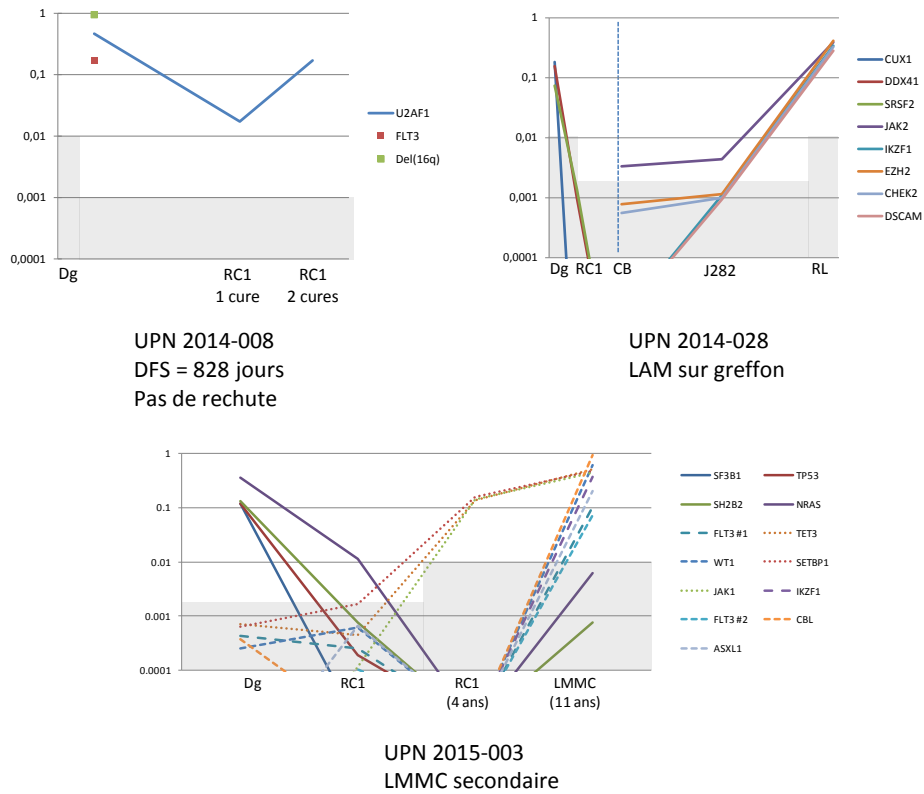 1
0,1
0,01
0,001
0,0001
Dg
RC1
1 cure
RC1
2 cures
U2AF1
FLT3
Del(16q)
UPN 2014-008
DFS = 828 jours
Pas de rechute
1
0,1
0,01
0,001
0,0001
Dg RC1 CB J282 RL
CUX1
DDX41
SRSF2
JAK2
IKZF1
EZH2
CHEK2
DSCAM
UPN 2014-028
LAM sur greffon
1
0.1
0.01
0.001
0.0001
Dg
RC1
RC1
(4 ans)
LMMC
(11 ans)
SF3B1 TP53
SH2B2 NRAS
FLT3 #1 TET3
WT1 SETBP1
JAK1 IKZF1
FLT3 #2 CBL
ASXL1
UPN 2015-003
LMMC secondaire